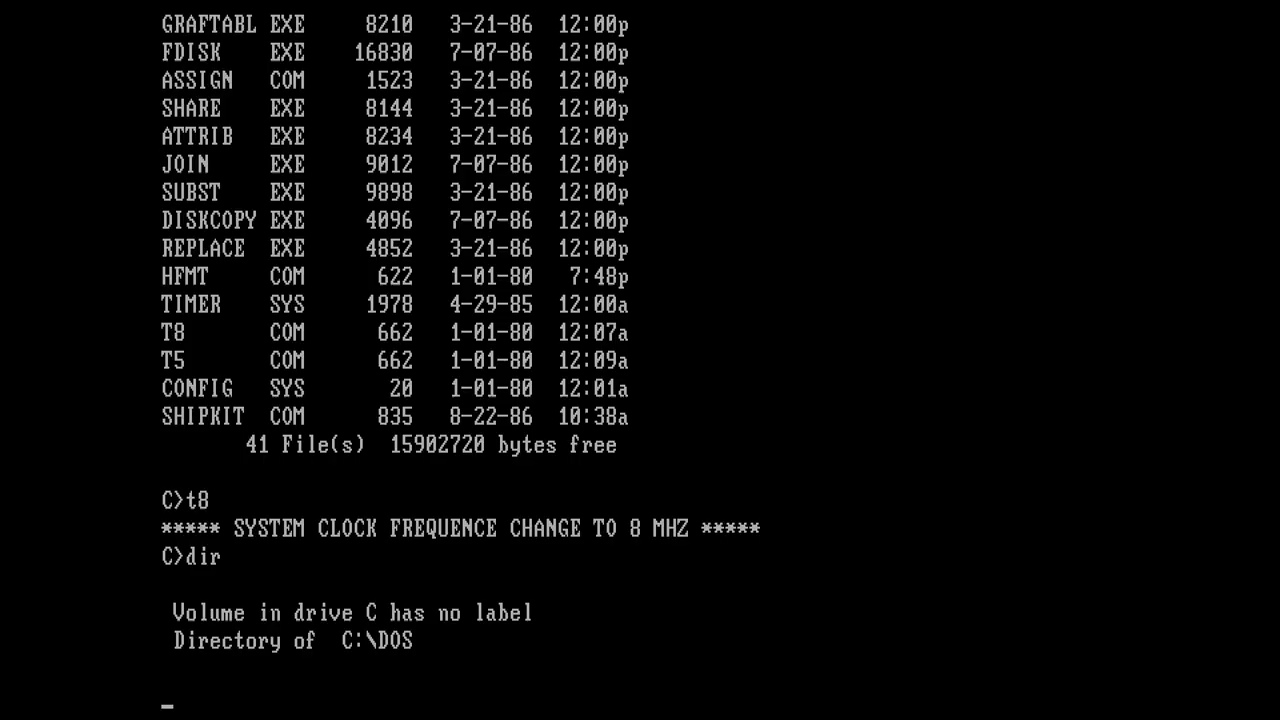 GRAFTABL EXE     8210   3-21-86  12:00p
FDISK    EXE    16830   7-07-86  12:00p
ASSIGN   COM     1523   3-21-86  12:00p
SHARE    EXE     8144   3-21-86  12:00p
ATTRIB   EXE     8234   3-21-86  12:00p
JOIN     EXE     9012   7-07-86  12:00p
SUBST    EXE     9898   3-21-86  12:00p
DISKCOPY EXE     4096   7-07-86  12:00p
REPLACE  EXE     4852   3-21-86  12:00p
HFMT     COM      622   1-01-80   7:48p
TIMER    SYS     1978   4-29-85  12:00a
T8       COM      662   1-01-80  12:07a
T5       COM      662   1-01-80  12:09a
CONFIG   SYS       20   1-01-80  12:01a
SHIPKIT  COM      835   8-22-86  10:38a
       41 File(s)  15902720 bytes free
C>t8
***** SYSTEM CLOCK FREQUENCE CHANGE TO 8 MHZ *****
C>dir
 Volume in drive C has no label
 Directory of  C:\DOS